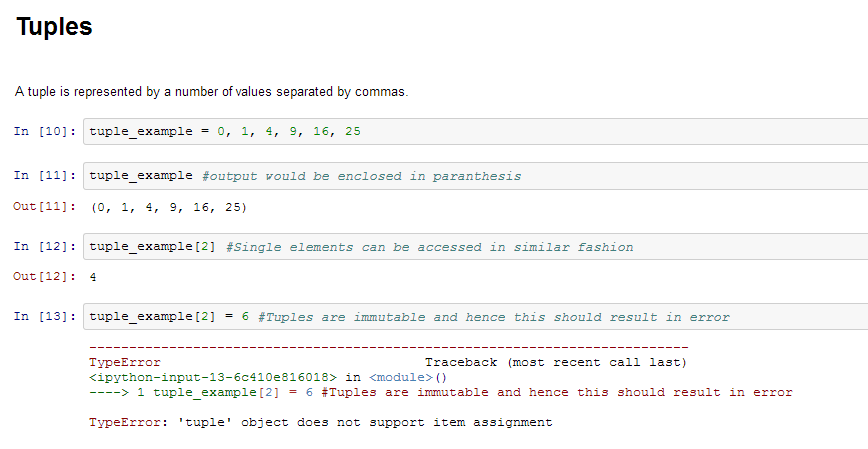 Tuples
A tuple is represented by a number of values separated by commas.
In [10]: tuple_example = 0, 1, 4, 9, 16, 25
In [11]: tuple_example #output would be enclosed in paranthesis
Out[11]: (0, 1, 4, 9, 16, 25)
In [12]: tuple_example[2] #Single elements can be accessed in similar fashion
Out[12]: 4
In [13]: tuple_example[2] = 6 #Tuples are immutable and hence this should result in error
---------------------------------------------------------------------------
TypeError                                 Traceback (most recent call last)
<ipython-input-13-6c410e816018> in <module>()
----> 1 tuple_example[2] = 6 #Tuples are immutable and hence this should result in error
TypeError: 'tuple' object does not support item assignment